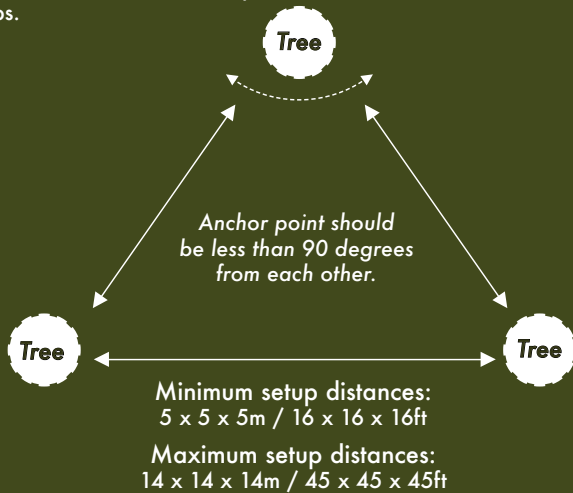 os.
Tree
Anchor point should
be less than 90 degrees
from each other.
Tree
Tree
Minimum setup distances:
5 x 5 x 5m / 16 x 16 x 16ft
Maximum setup distances:
14 x 14 x 14m / 45 x 45 x 45ft